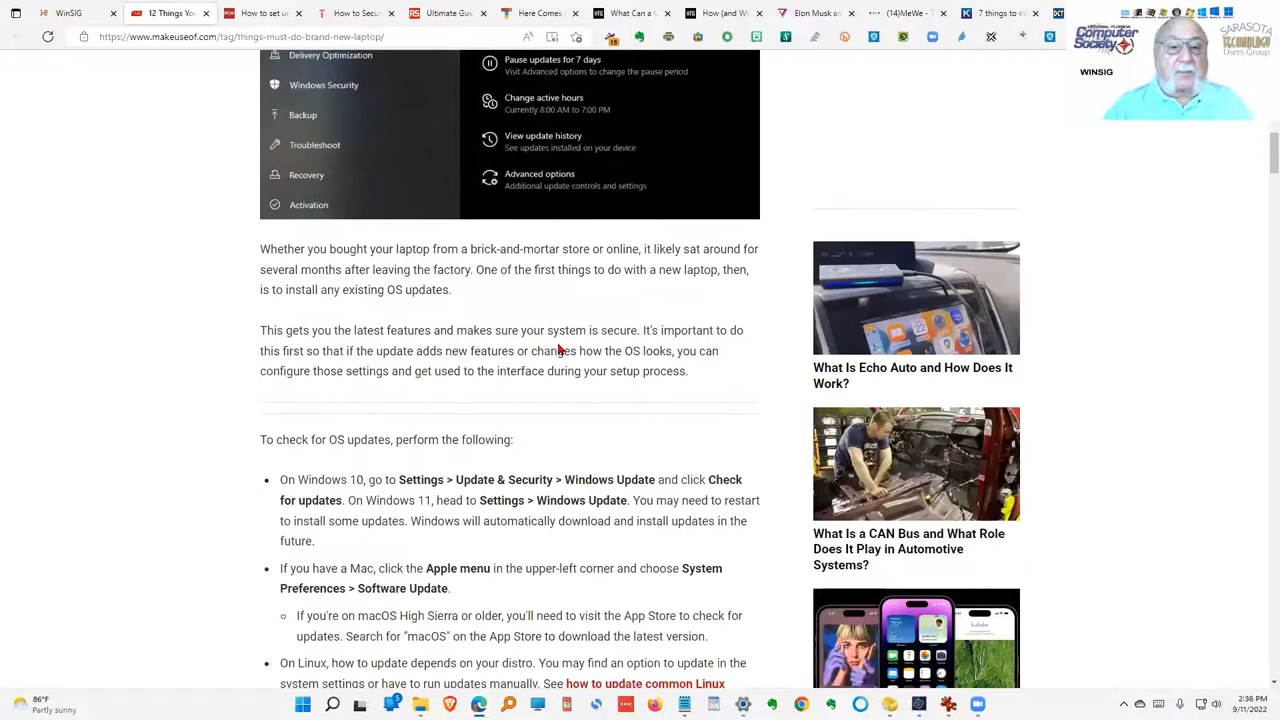 WinSIG
12 Things You
How to set
Microsoft
Ultimate Guid
Here Comes
How (and W
How (and Wi
Elon Musk an
(14)MeWe -
7 things to
https://www.makeuseof.com/tag/things-must-do-brand-new-laptop/
18
CENTRAL FLORIDA
Computer
Society
SARASOTA
TECHNOLOGY
Users Group
WINSIG
Delivery Optimization
Windows Security
Backup
Troubleshoot
Recovery
Activation
Pause updates for 7 days
Visit Advanced options to change the pause period
Change active hours
Currently 8:00 AM to 7:00 PM
View update history
See updates installed on your device
Advanced options
Additional update controls and settings
Whether you bought your laptop from a brick-and-mortar store or online, it likely sat around for
several months after leaving the factory. One of the first things to do with a new laptop, then,
is to install any existing OS updates.
This gets you the latest features and makes sure your system is secure. It's important to do
this first so that if the update adds new features or changes how the OS looks, you can
configure those settings and get used to the interface during your setup process.
To check for OS updates, perform the following:
On Windows 10, go to Settings > Update & Security > Windows Update and click Check
for updates. On Windows 11, head to Settings > Windows Update. You may need to restart
to install some updates. Windows will automatically download and install updates in the
future.
If you have a Mac, click the Apple menu in the upper-left corner and choose System
Preferences > Software Update.
If you're on macOS High Sierra or older, you'll need to visit the App Store to check for
updates. Search for "macOS" on the App Store to download the latest version.
On Linux, how to update depends on your distro. You may find an option to update in the
system settings or have to run updates manually. See how to update common Linux
What Is Echo Auto and How Does It
Work?
What Is a CAN Bus and What Role
Does It Play in Automotive
Systems?
86°F
Partly sunny
5
2:36 PM
9/11/2022